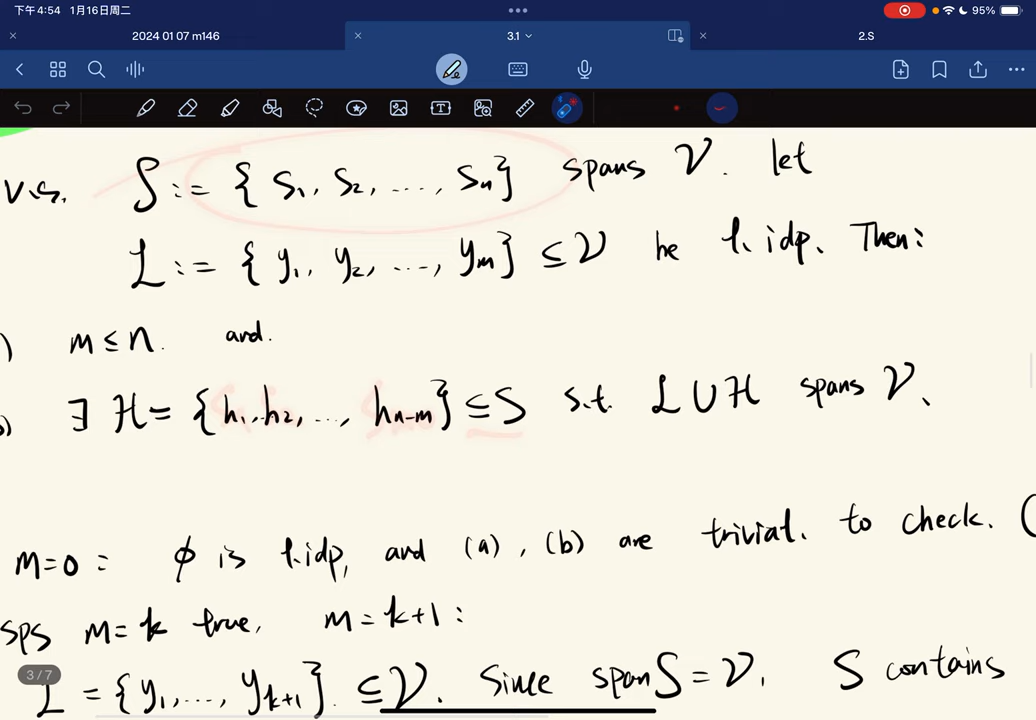 下午4:54 1月16日周二 95%
2024 01 07 m146 3.1 2.S
v.s. S := { s₁, s₂, ..., sₙ} spans V. let
L := { y₁, y₂, ..., yₘ} ⊆ V be l. idp. Then:
) m ≤ n. and.
) ∃ H = {h₁, h₂, ..., hₙ₋ₘ} ⊆ S s.t. L ∪ H spans V.
m=0 : ϕ is l.idp, and (a), (b) are trivial. to check. (
sps m=k true, m=k+1:
3/7
L = {y₁, ..., yₖ₊₁} ⊆ V. Since span S = V, S contains